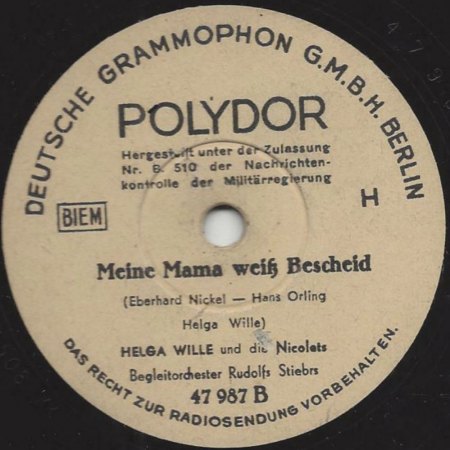 DEUTSCHE GRAMMOPHON G.M.B.H. BERLIN
POLYDOR
Hergestellt unter der Zulassung
Nr. B. 510 der Nachrichten-
kontrolle der Militärregierung
BIEM
H
Meine Mama weiß Bescheid
(Eberhard Nickel — Hans Orling
Helga Wille)
HELGA WILLE und die Nicolets
Begleitorchester Rudolfs Stiebrs
47 987 B
DAS RECHT ZUR RADIOSENDUNG VORBEHALTEN.